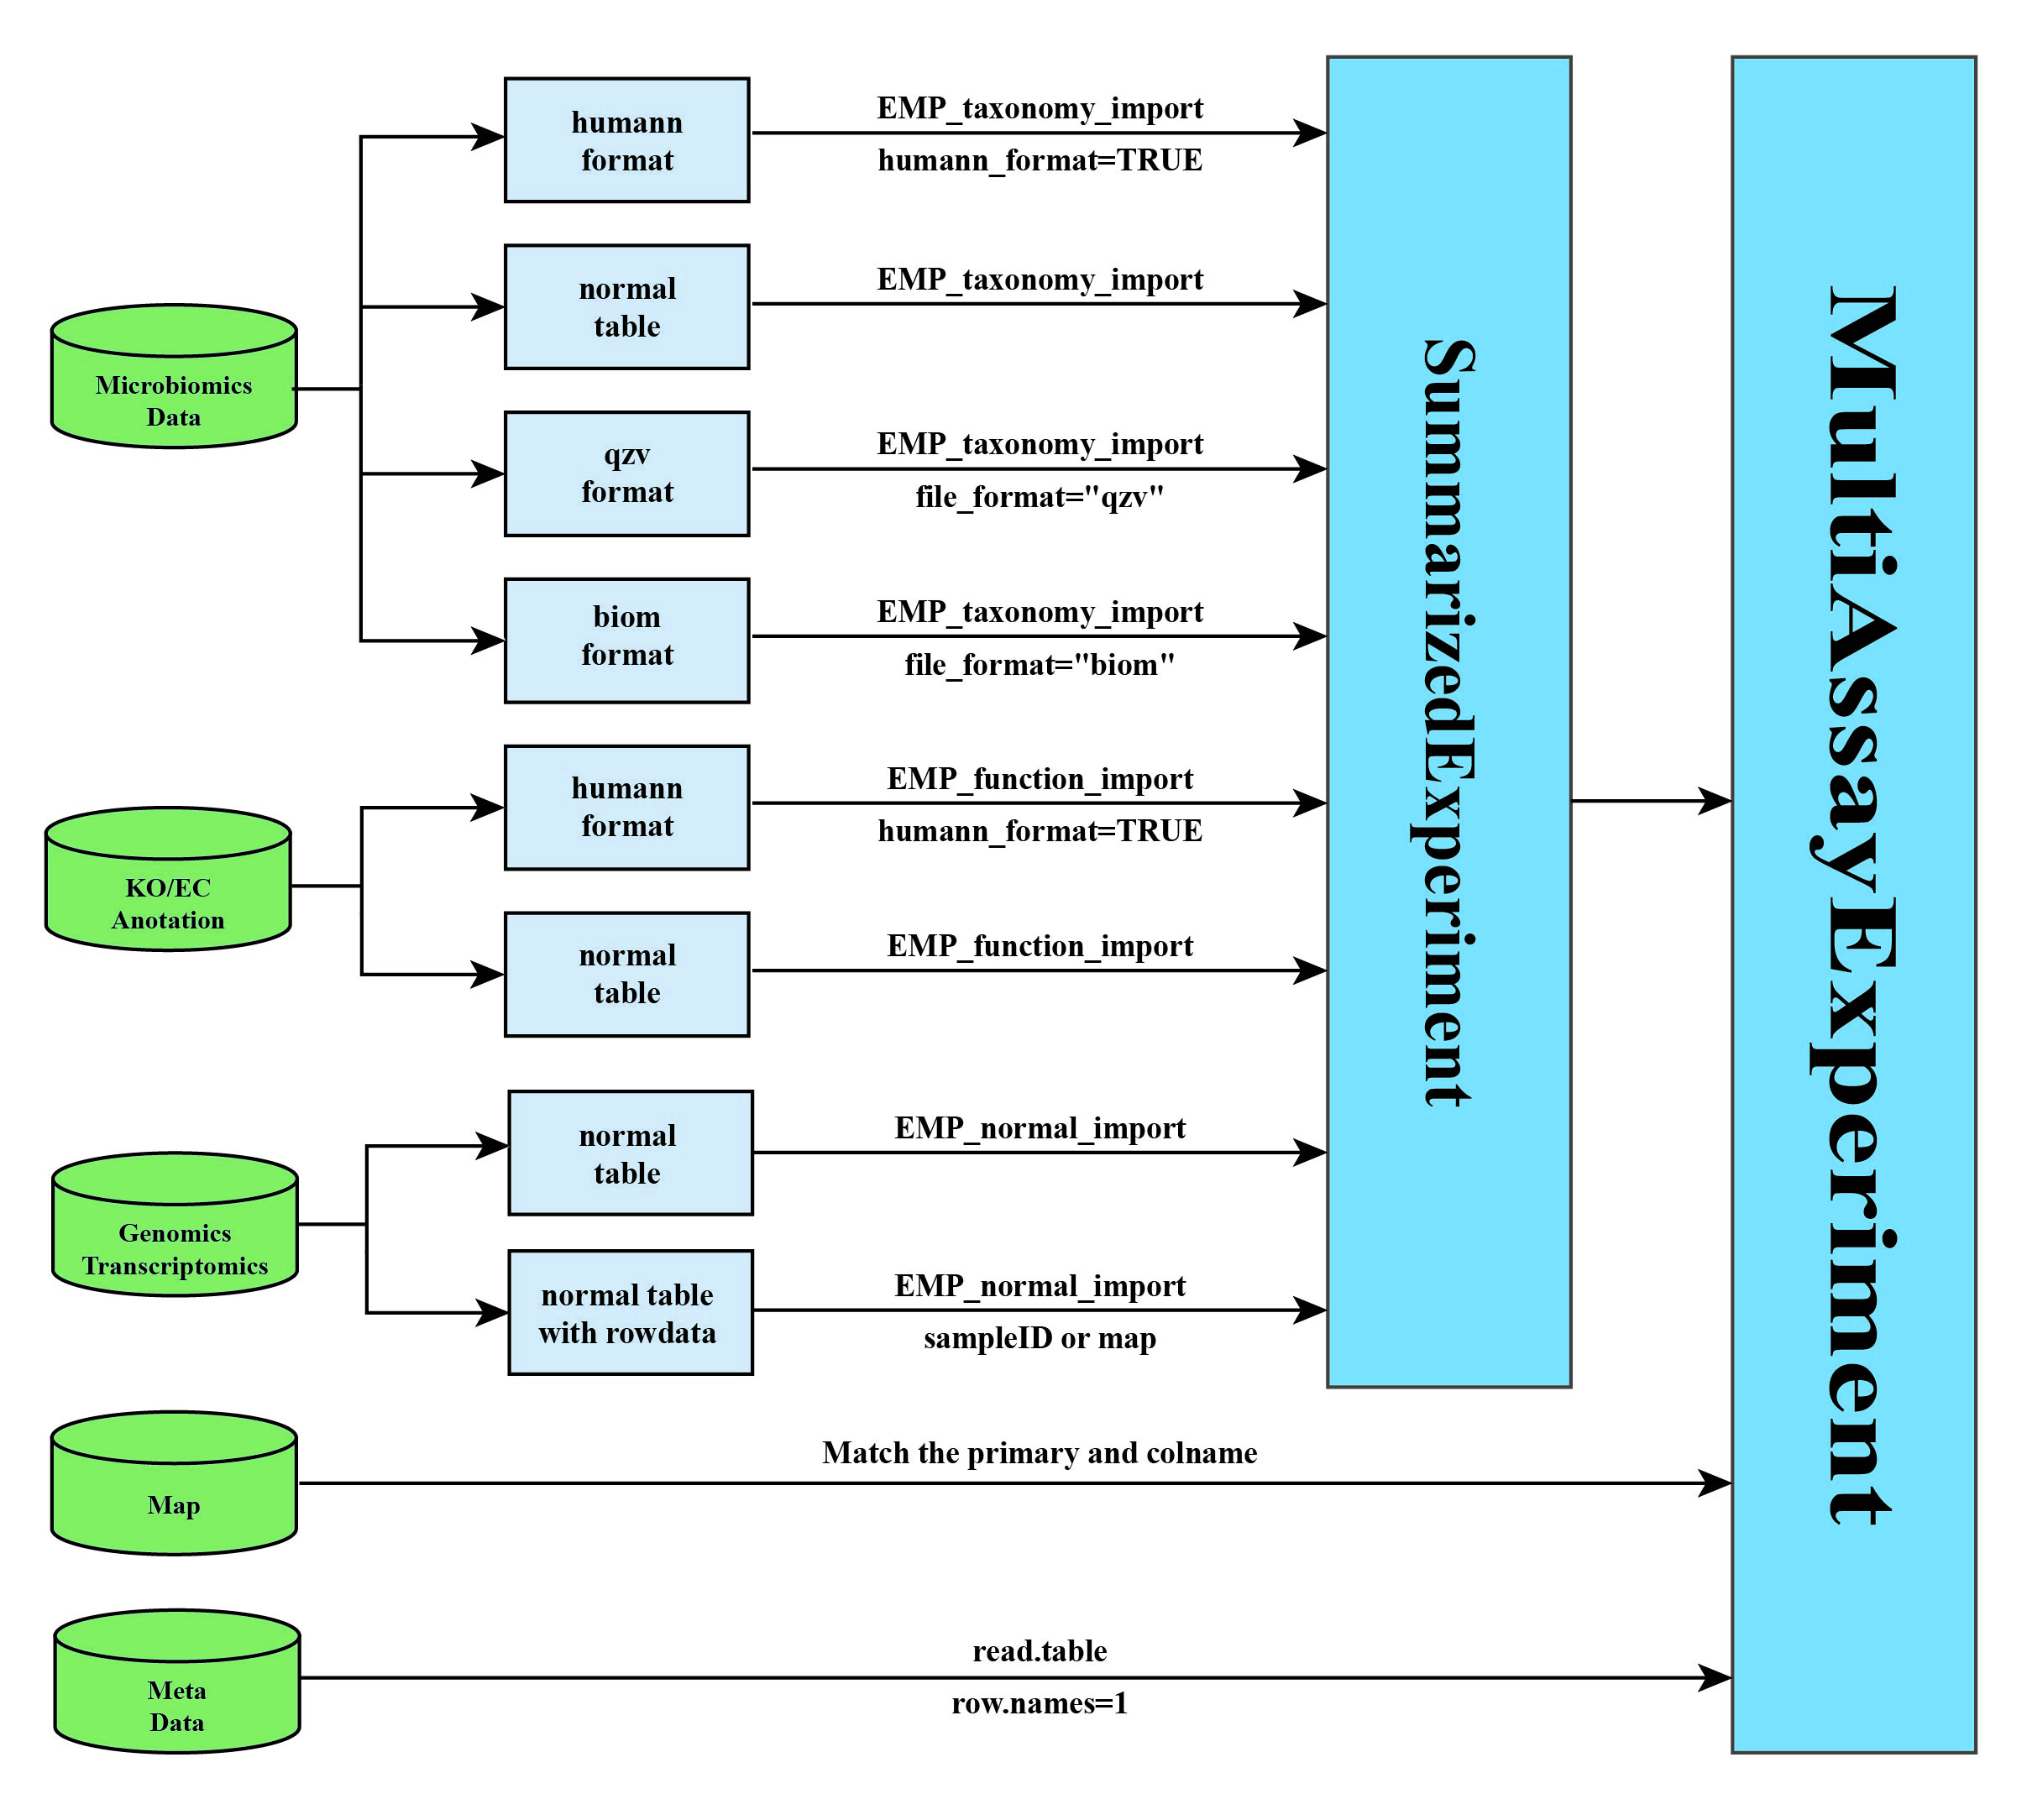 humann
format
EMP_taxonomy_import
humann_format=TRUE
normal
table
EMP_taxonomy_import
Microbiomics
Data
qzv
format
EMP_taxonomy_import
file_format="qzv"
biom
format
EMP_taxonomy_import
file_format="biom"
KO/EC
Anotation
humann
format
EMP_function_import
humann_format=TRUE
normal
table
EMP_function_import
Genomics
Transcriptomics
normal
table
EMP_normal_import
normal table
with rowdata
EMP_normal_import
sampleID or map
SummarizedExperiment
MultiAssayExperiment
Map
Match the primary and colname
Meta
Data
read.table
row.names=1